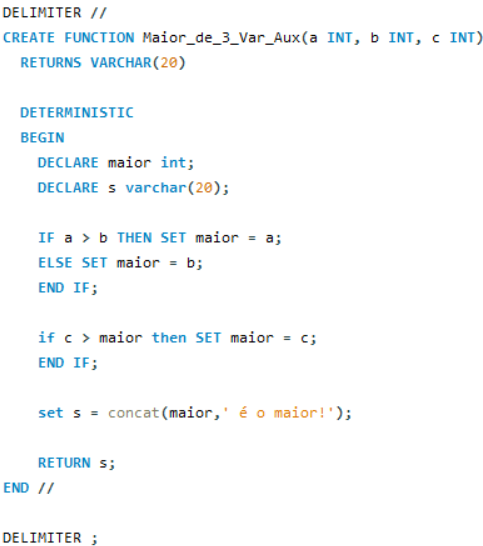 DELIMITER //
CREATE FUNCTION Maior_de_3_Var_Aux(a INT, b INT, c INT)
RETURNS VARCHAR(20)
DETERMINISTIC
BEGIN
DECLARE maior int;
DECLARE s varchar(20);
IF a > b THEN SET maior = a;
ELSE SET maior = b;
END IF;
if c > maior then SET maior = c;
END IF;
set s = concat(maior,' é o maior!');
RETURN s;
END //
DELIMITER ;